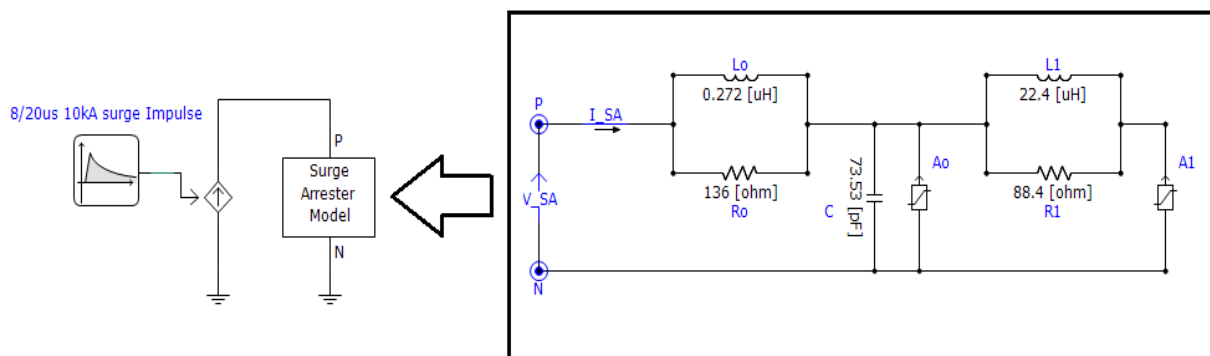 8/20us 10kA surge Impulse
P
Surge
Arrester
Model
N
P
I_SA
V_SA
N
Lo
0.272 [uH]
136 [ohm]
Ro
C
73.53 [pF]
Ao
L1
22.4 [uH]
88.4 [ohm]
R1
A1